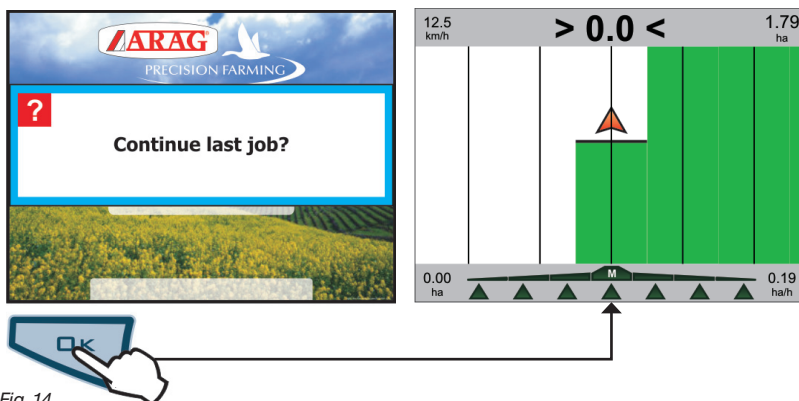 ARAG
PRECISION FARMING
?
Continue last job?
12.5
km/h
> 0.0 <
1.79
ha
0.00
ha
M
0.19
ha/h
OK
Fig. 14